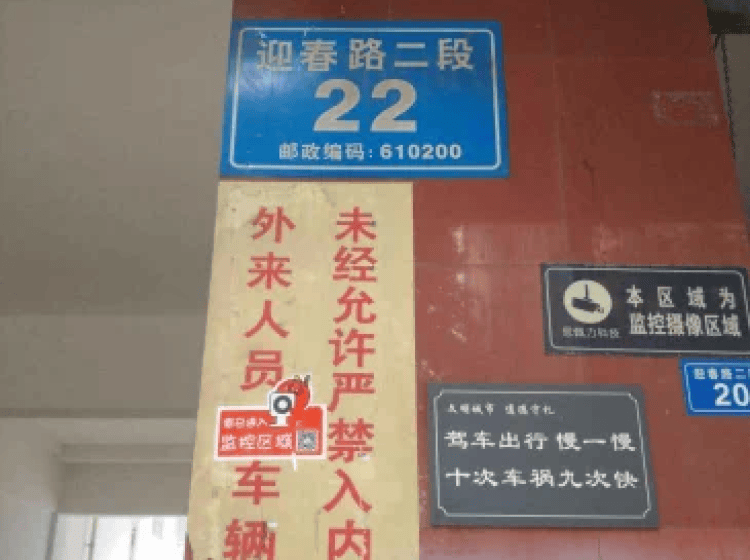 迎春路二段
22
邮政编码:610200
未经允许严禁入内
外来人员
车辆
您已进入
监控区域
本区域为
监控摄像区域
迎春路二
20
文明城市 道德守礼
驾车出行 慢一慢
十次车祸九次快